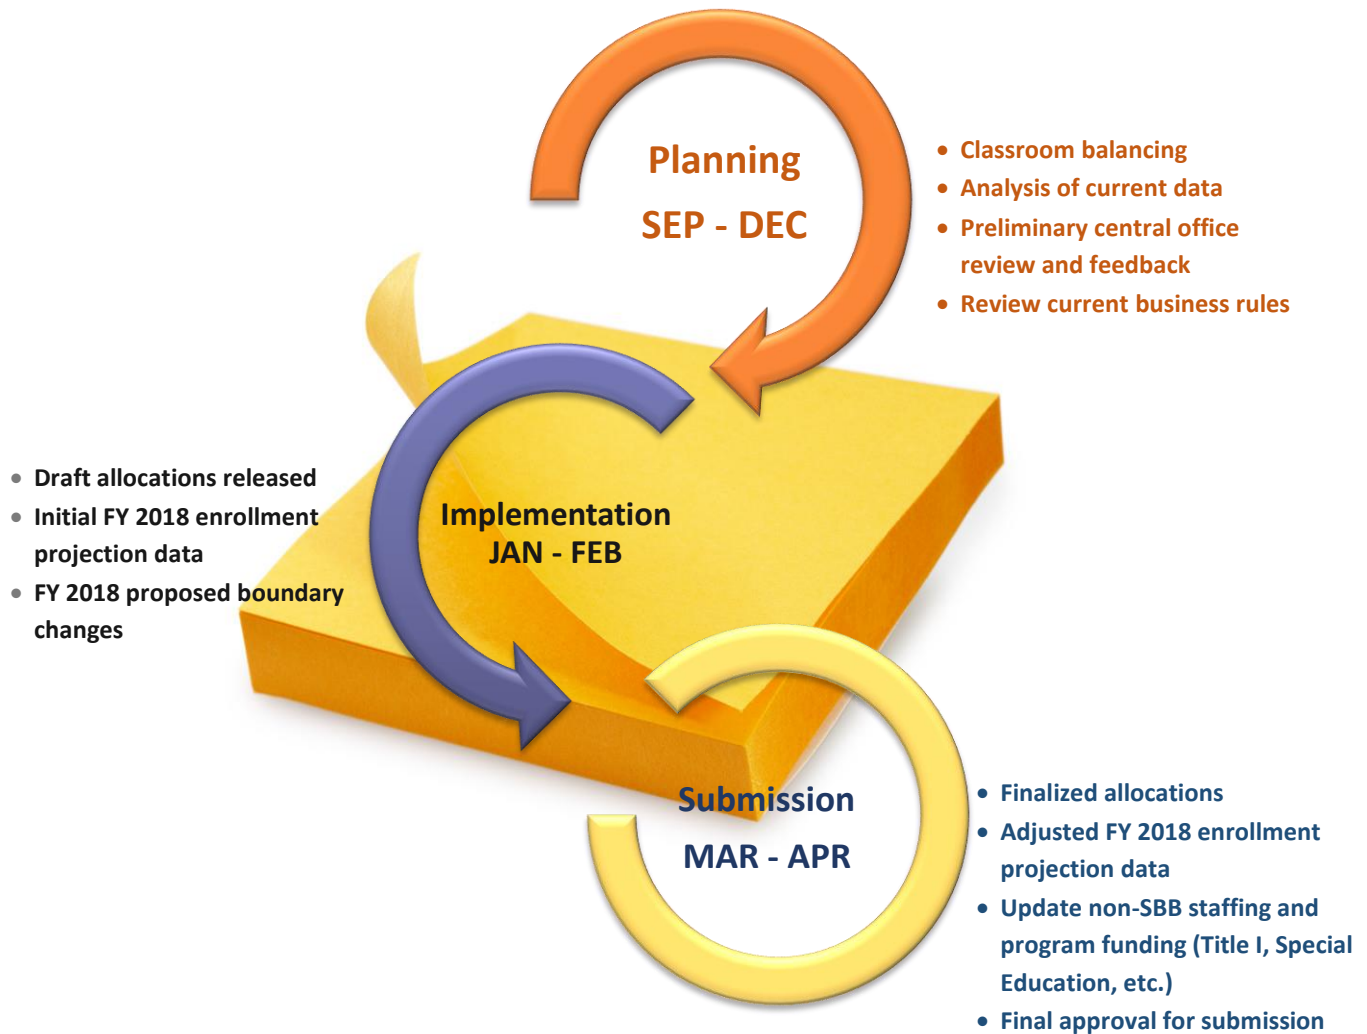 Planning
SEP - DEC
• Classroom balancing
• Analysis of current data
• Preliminary central office
review and feedback
• Review current business rules
• Draft allocations released
• Initial FY 2018 enrollment
projection data
• FY 2018 proposed boundary
changes
Implementation
JAN - FEB
Submission
MAR - APR
• Finalized allocations
• Adjusted FY 2018 enrollment
projection data
• Update non-SBB staffing and
program funding (Title I, Special
Education, etc.)
• Final approval for submission